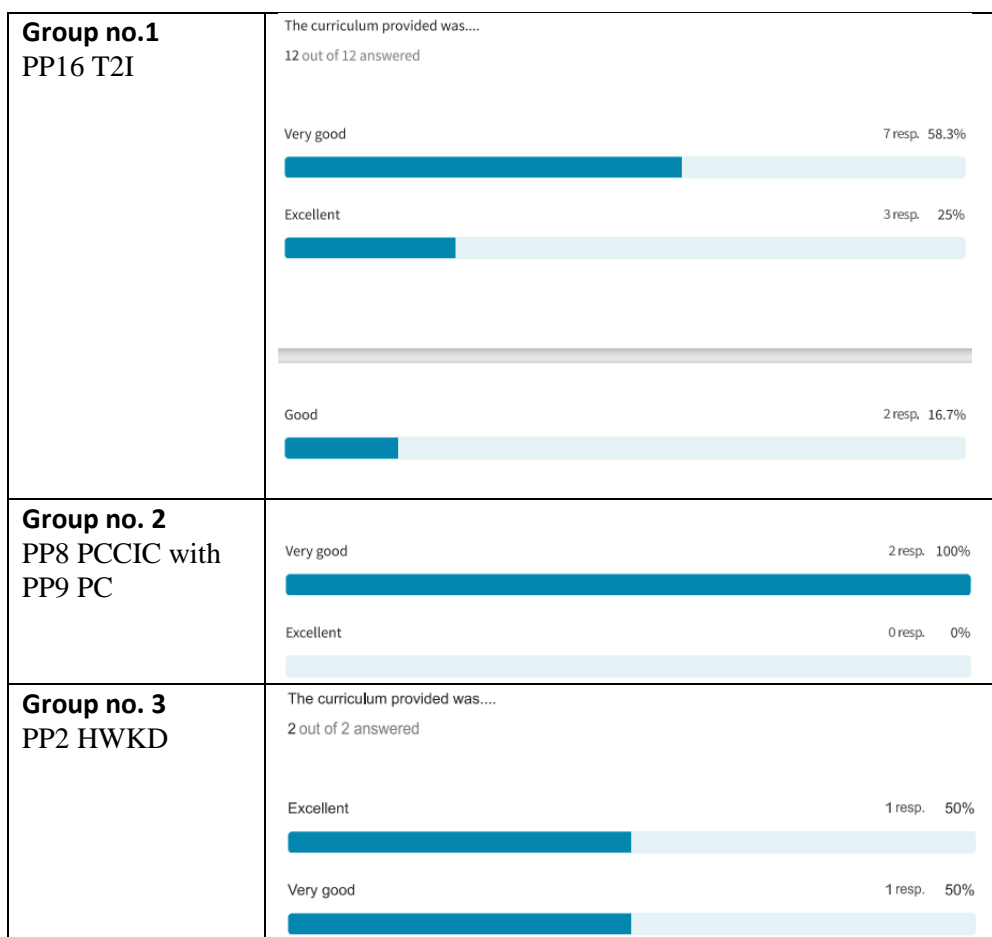 Group no.1
PP16 T2I
The curriculum provided was....
12 out of 12 answered
Very good 7 resp. 58.3%
Excellent 3 resp. 25%
Good 2 resp. 16.7%
Group no. 2
PP8 PCCIC with
PP9 PC
Very good 2 resp. 100%
Excellent 0 resp. 0%
Group no. 3
PP2 HWKD
The curriculum provided was....
2 out of 2 answered
Excellent 1 resp. 50%
Very good 1 resp. 50%